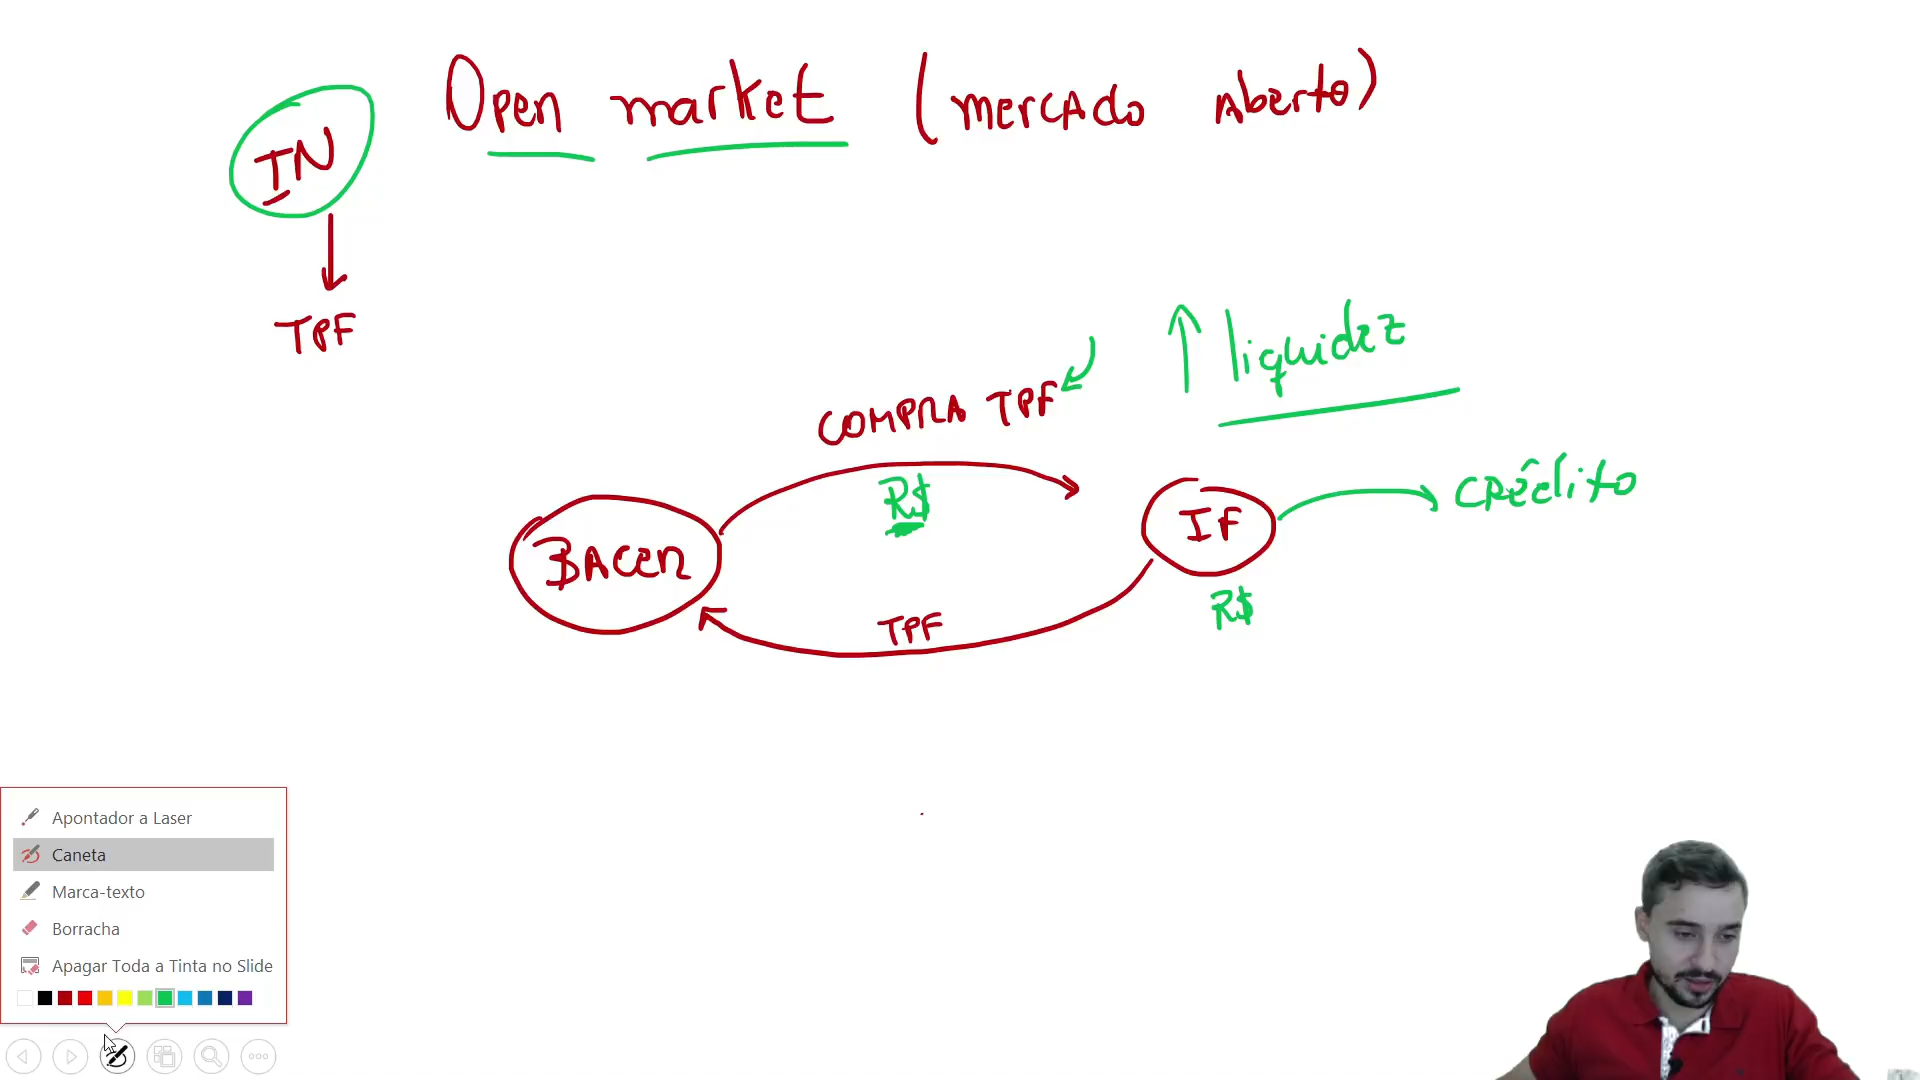 Open market (mercado aberto)
IN
TPF
↑ liquidez
COMPRA TPF
R$
crédito
IF
BACEN
R$
TPF
Apontador a Laser
Caneta
Marca-texto
Borracha
Apagar Toda a Tinta no Slide